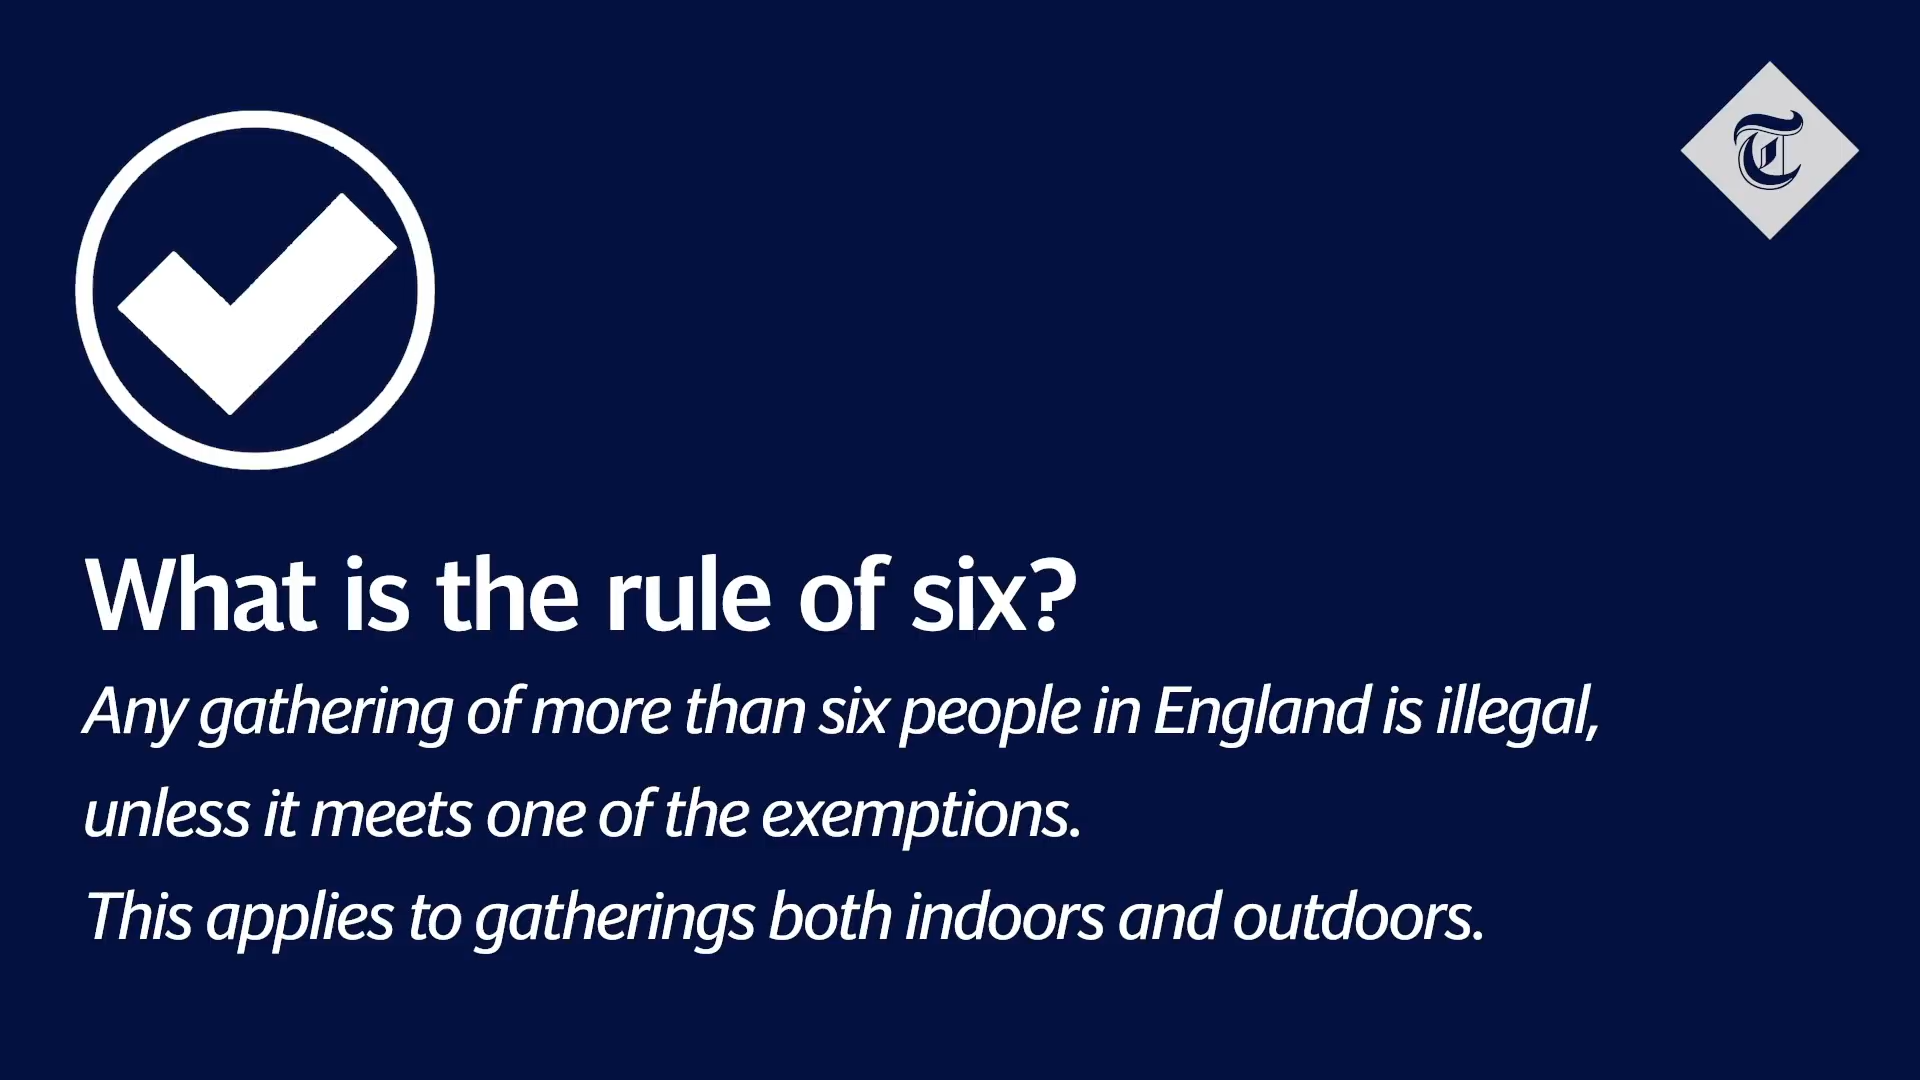 T
What is the rule of six?
Any gathering of more than six people in England is illegal,
unless it meets one of the exemptions.
This applies to gatherings both indoors and outdoors.